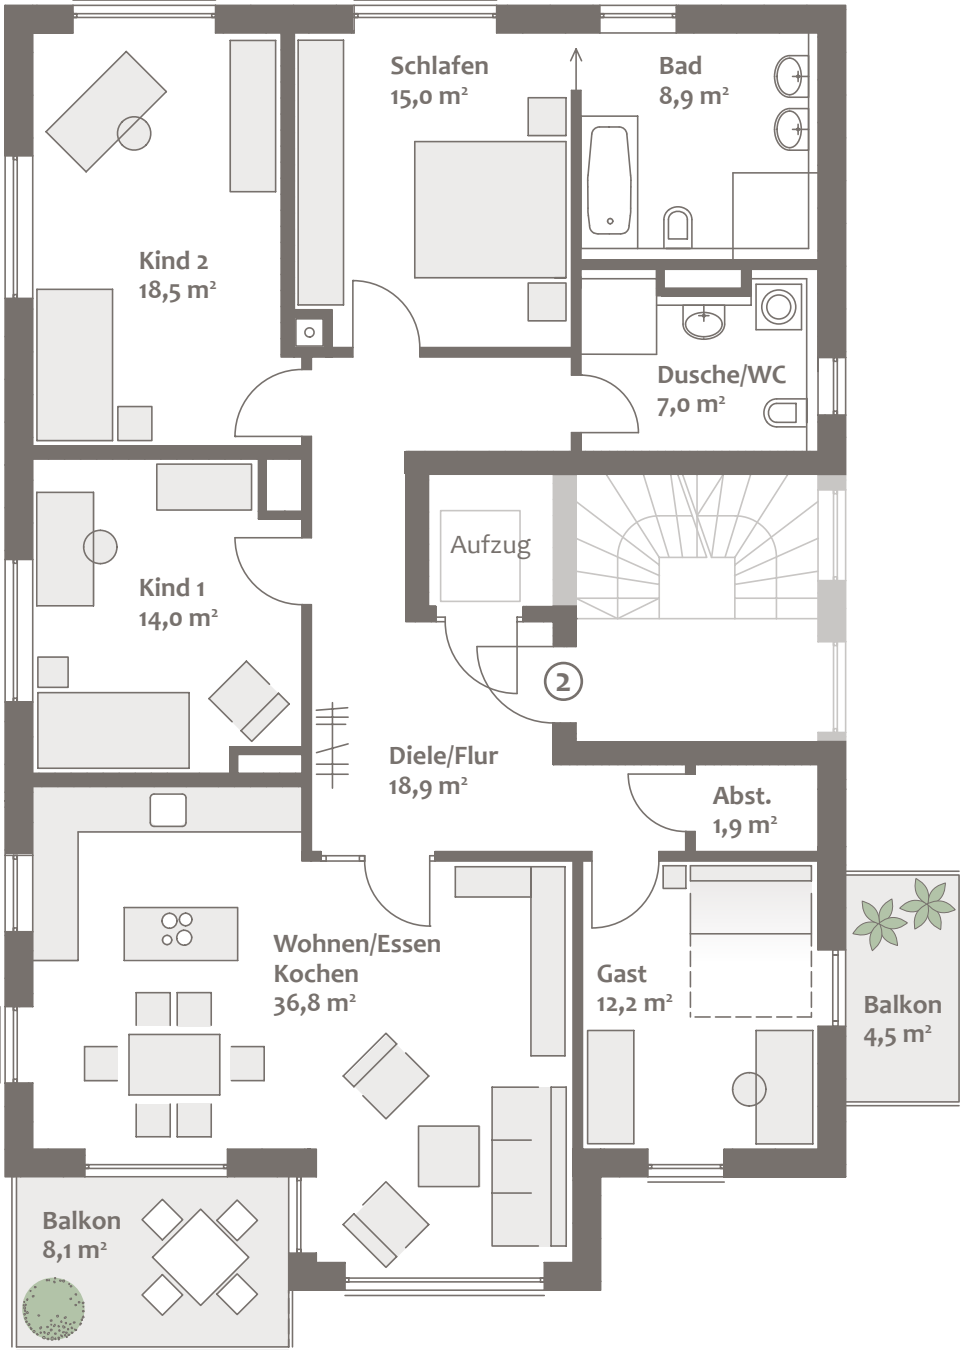 Schlafen
15,0 m²
Bad
8,9 m²
Kind 2
18,5 m²
Dusche/WC
7,0 m²
Aufzug
Kind 1
14,0 m²
2
Diele/Flur
18,9 m²
Abst.
1,9 m²
Wohnen/Essen
Kochen
36,8 m²
Gast
12,2 m²
Balkon
4,5 m²
Balkon
8,1 m²